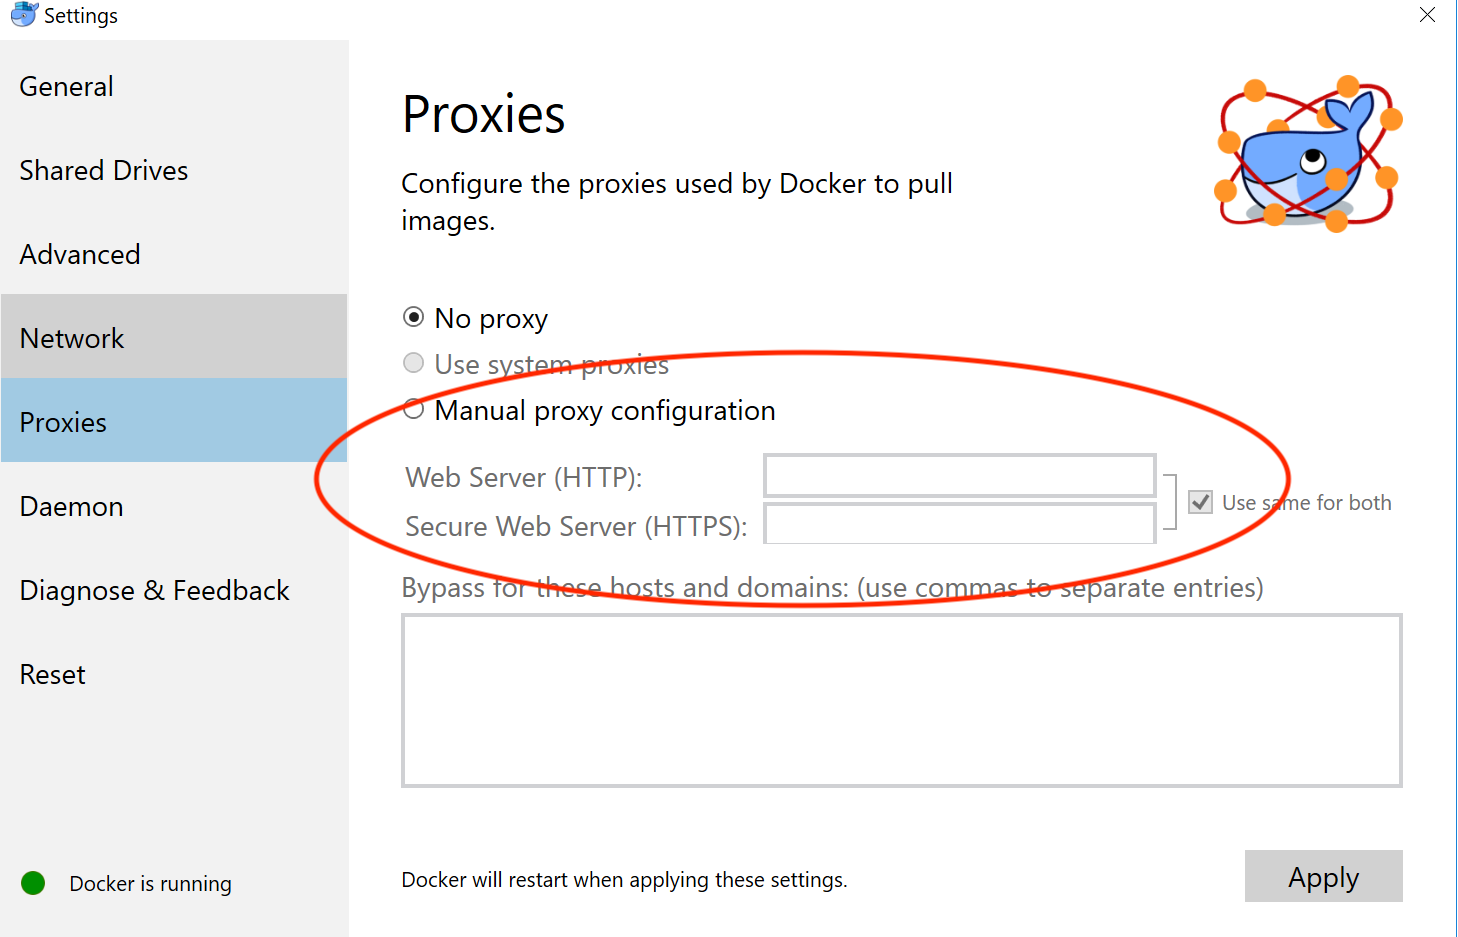 Settings
General
Shared Drives
Advanced
Network
Proxies
Daemon
Diagnose & Feedback
Reset
Docker is running
Proxies
Configure the proxies used by Docker to pull
images.
No proxy
Use system proxies
Manual proxy configuration
Web Server (HTTP):
Secure Web Server (HTTPS):
Use same for both
Bypass for these hosts and domains: (use commas to separate entries)
Docker will restart when applying these settings.
Apply